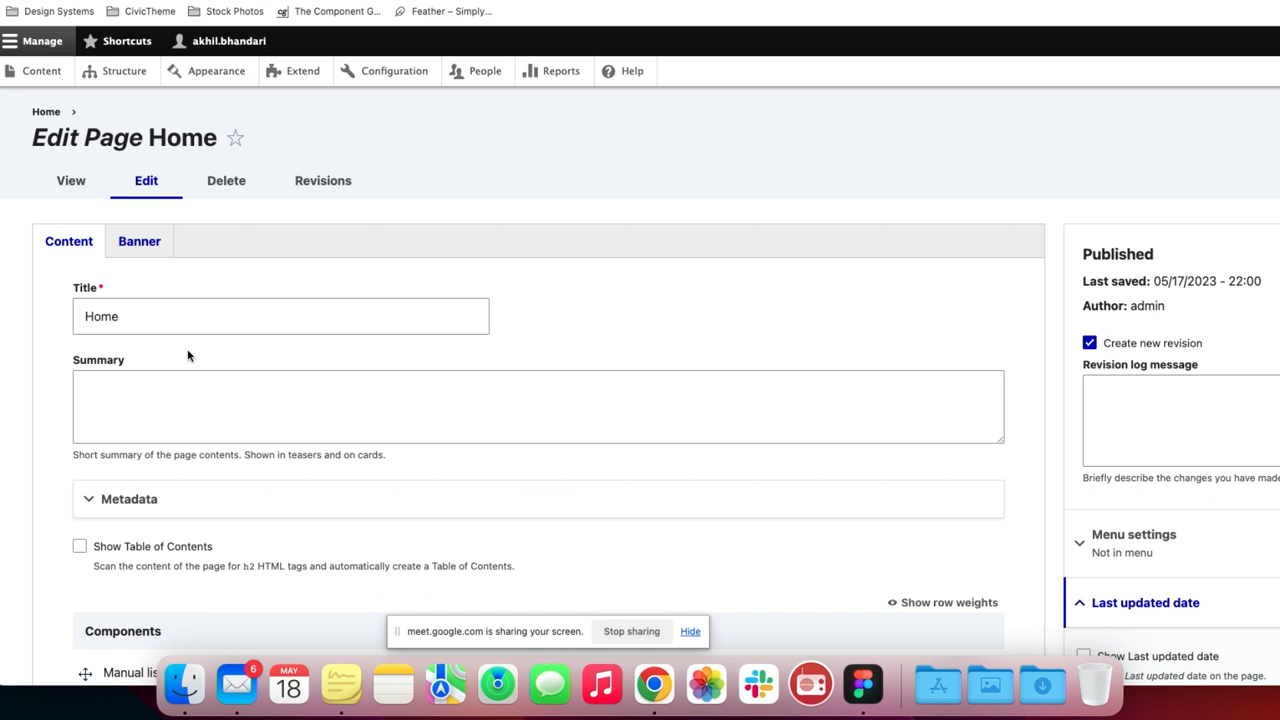 Design Systems CivicTheme Stock Photos cg The Component G... Feather – Simply...
Manage Shortcuts akhil.bhandari
Content Structure Appearance Extend Configuration People Reports Help
Home ›
Edit Page Home
View Edit Delete Revisions
Content Banner
Title*
Home
Summary
Short summary of the page contents. Shown in teasers and on cards.
Metadata
Show Table of Contents
Scan the content of the page for h2 HTML tags and automatically create a Table of Contents.
Show row weights
Components
Manual lis
Published
Last saved: 05/17/2023 - 22:00
Author: admin
Create new revision
Revision log message
Briefly describe the changes you have made
Menu settings
Not in menu
Last updated date
Show Last updated date
Last updated date on the page.
meet.google.com is sharing your screen. Stop sharing Hide
6
MAY
18